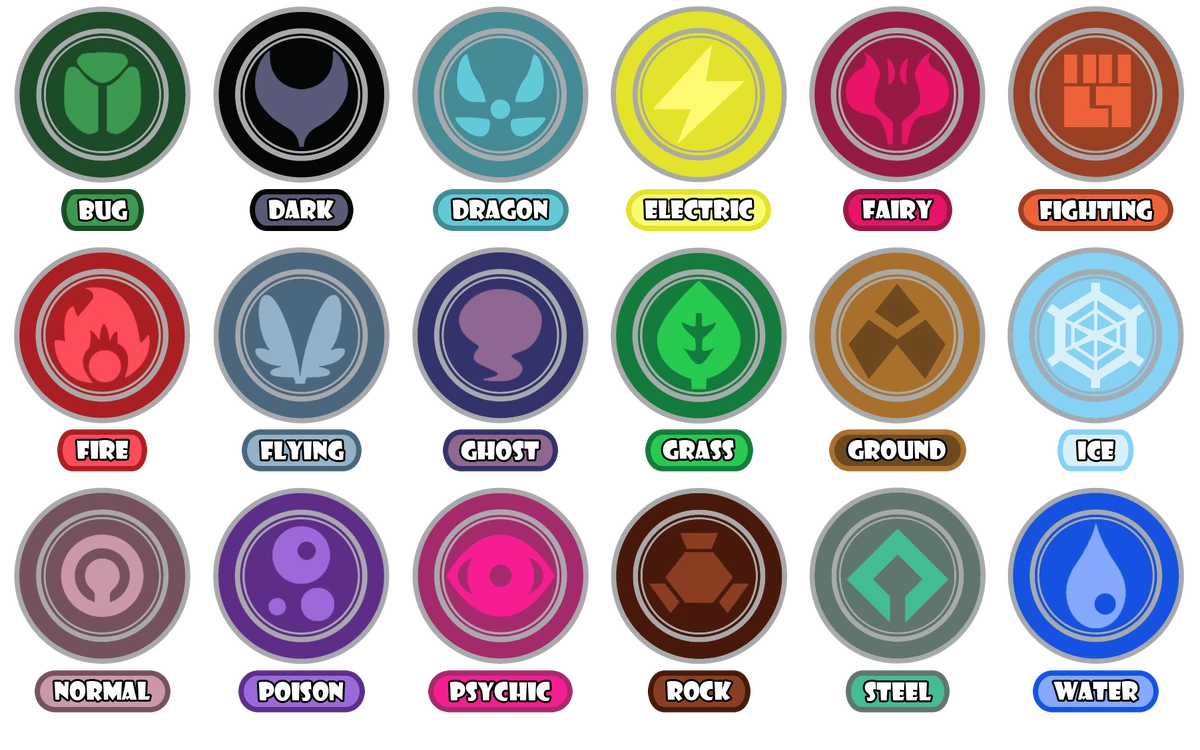 BUG
DARK
DRAGON
ELECTRIC
FAIRY
FIGHTING
FIRE
FLYING
GHOST
GRASS
GROUND
ICE
NORMAL
POISON
PSYCHIC
ROCK
STEEL
WATER